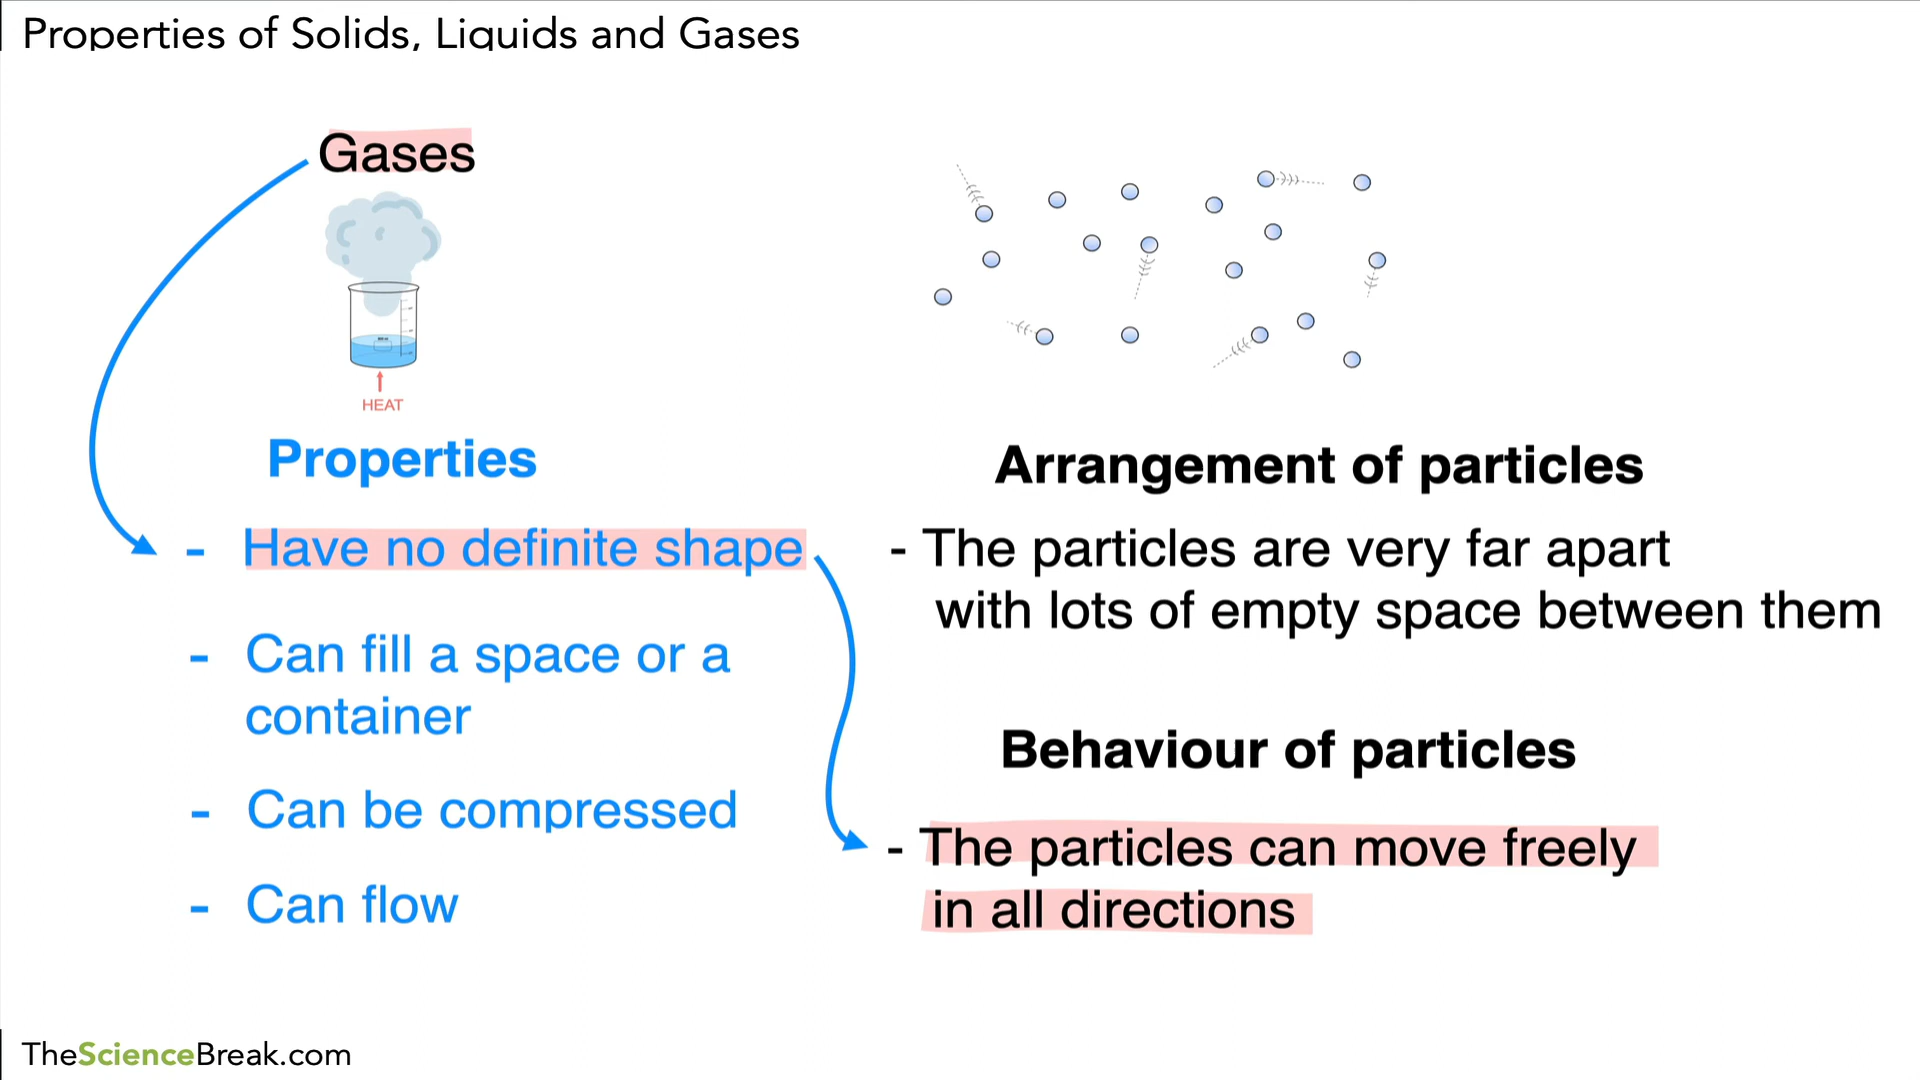 Properties of Solids, Liquids and Gases
Gases
HEAT
Properties
- Have no definite shape
- Can fill a space or a
container
- Can be compressed
- Can flow
Arrangement of particles
- The particles are very far apart
with lots of empty space between them
Behaviour of particles
- The particles can move freely
in all directions
TheScienceBreak.com